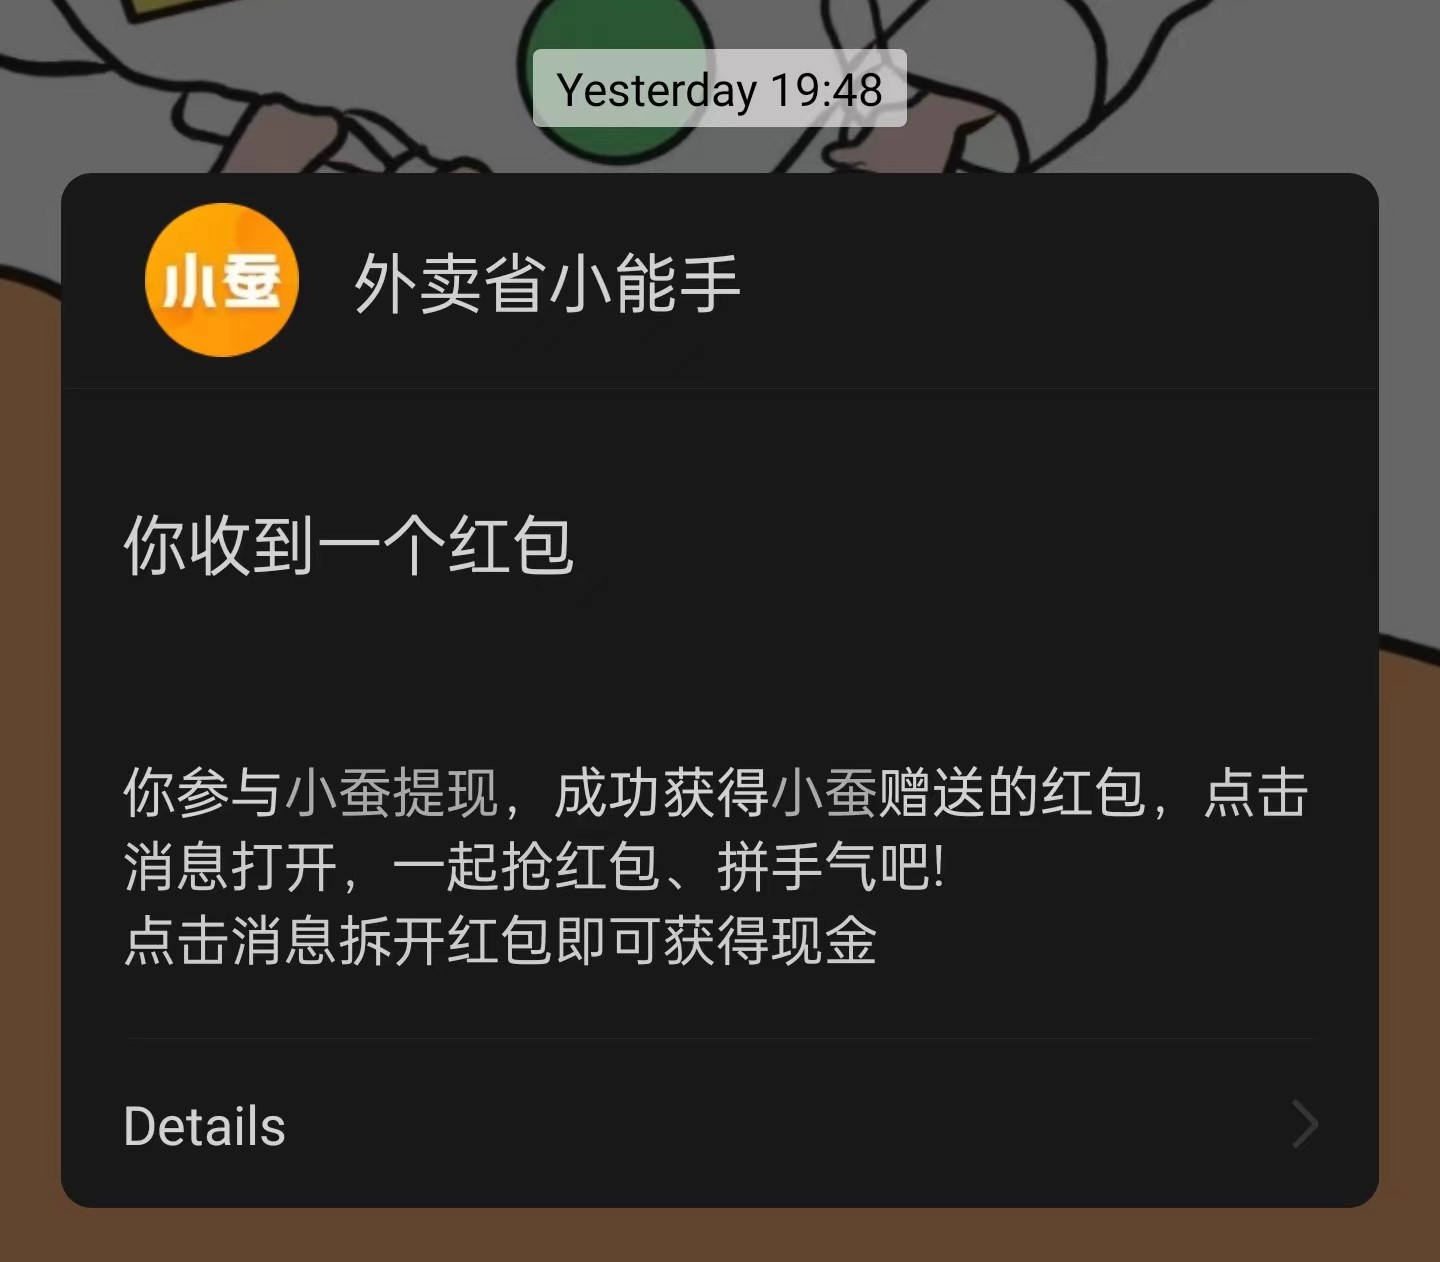 Yesterday 19:48
小蚕
外卖省小能手
你收到一个红包
你参与小蚕提现，成功获得小蚕赠送的红包，点击
消息打开，一起抢红包、拼手气吧!
点击消息拆开红包即可获得现金
Details